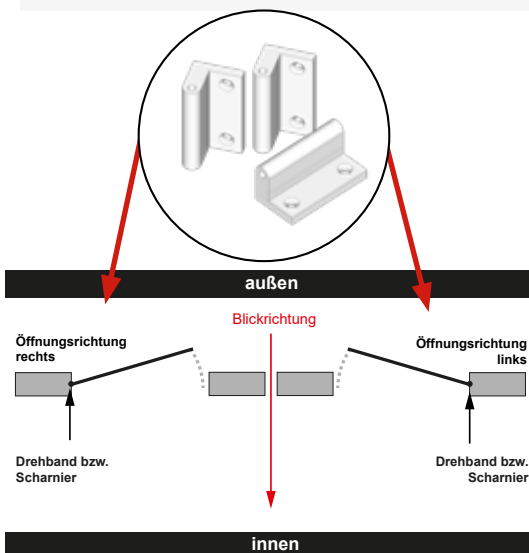 außen
Blickrichtung
Öffnungsrichtung
rechts
Öffnungsrichtung
links
Drehband bzw.
Scharnier
Drehband bzw.
Scharnier
innen